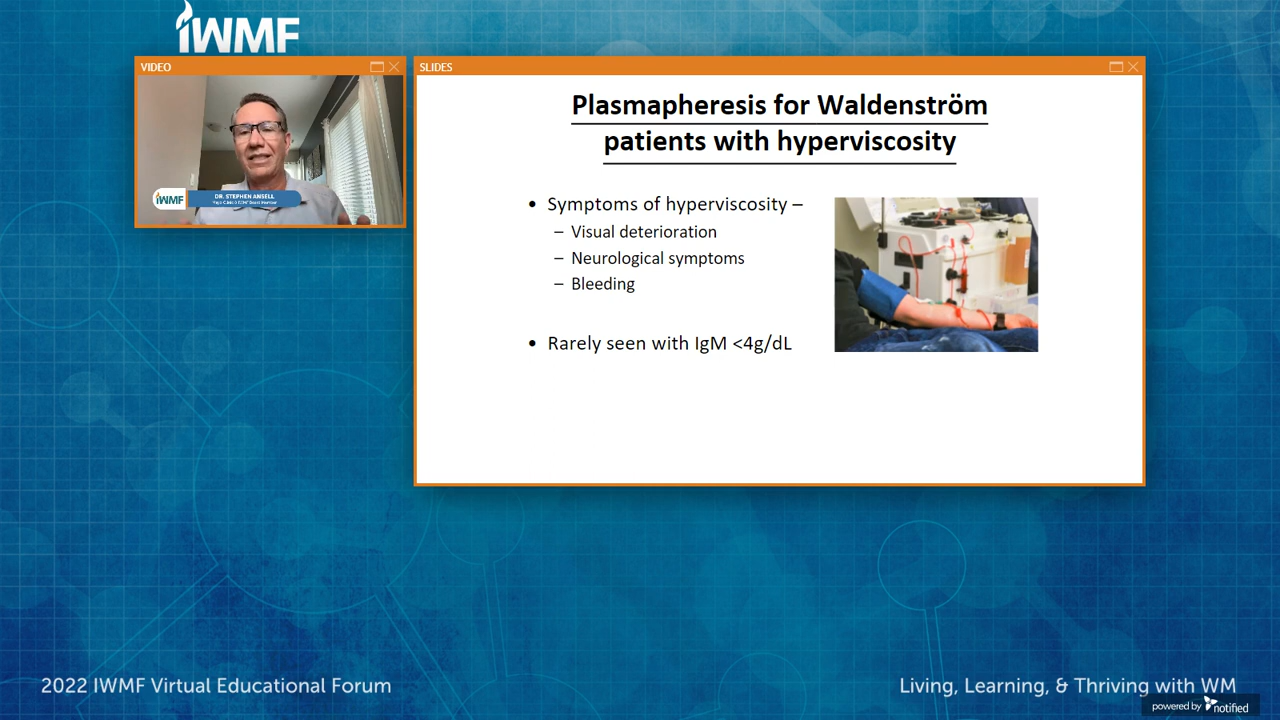 IWMF
VIDEO
SLIDES
Plasmapheresis for Waldenström
patients with hyperviscosity
• Symptoms of hyperviscosity –
– Visual deterioration
– Neurological symptoms
– Bleeding
• Rarely seen with IgM <4g/dL
IWMF
DR. STEPHEN ANSELL
2022 IWMF Virtual Educational Forum
Living, Learning, & Thriving with WM
powered by notified